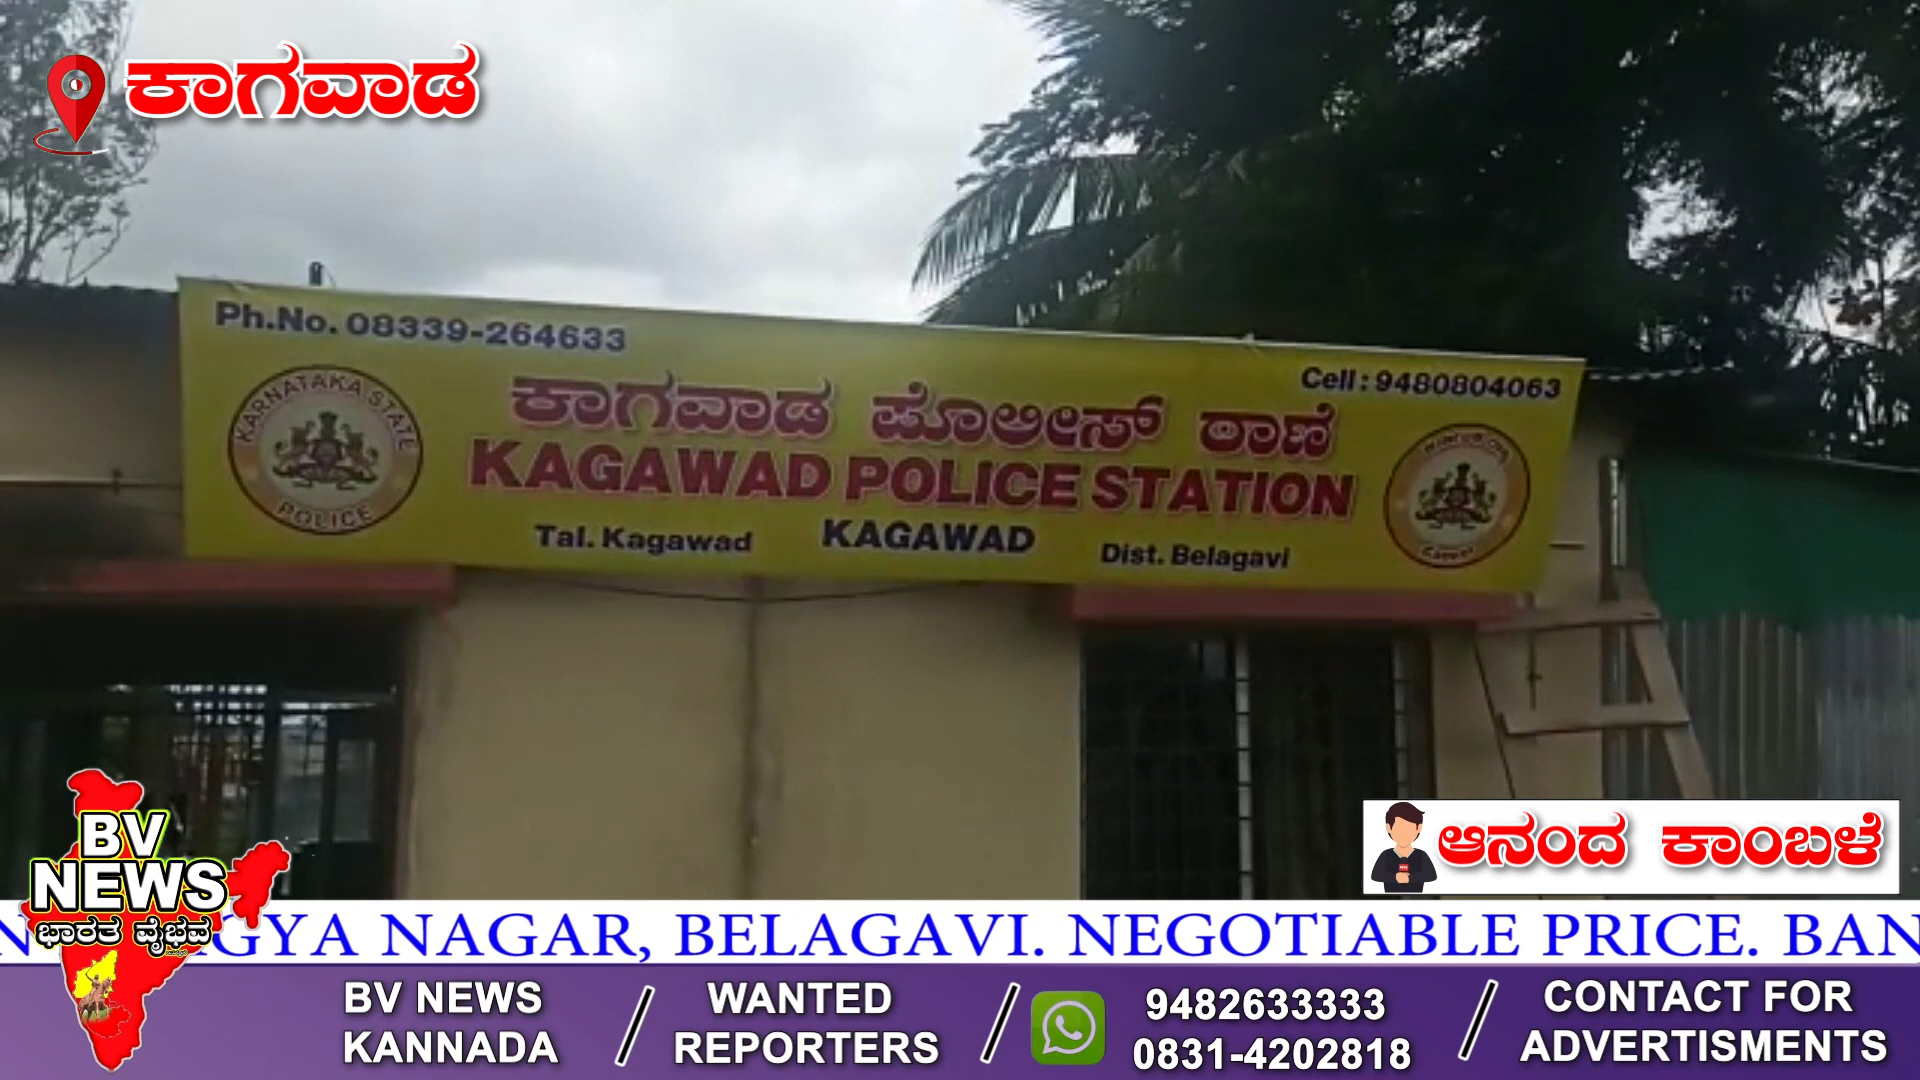 ಕಾಗವಾಡ
Ph.No. 08339-264633
Cell : 9480804063
ಕಾಗವಾಡ ಪೊಲೀಸ್ ಠಾಣೆ
KARNATAKA STATE POLICE
KAGAWAD POLICE STATION
Tal. Kagawad KAGAWAD Dist. Belagavi
ಆನಂದ ಕಾಂಬಳೆ
BV
NEWS
ಭಾರತ ವೈಭವ
GYA NAGAR, BELAGAVI. NEGOTIABLE PRICE. BAN
BV NEWS
KANNADA
WANTED
REPORTERS
9482633333
0831-4202818
CONTACT FOR
ADVERTISMENTS